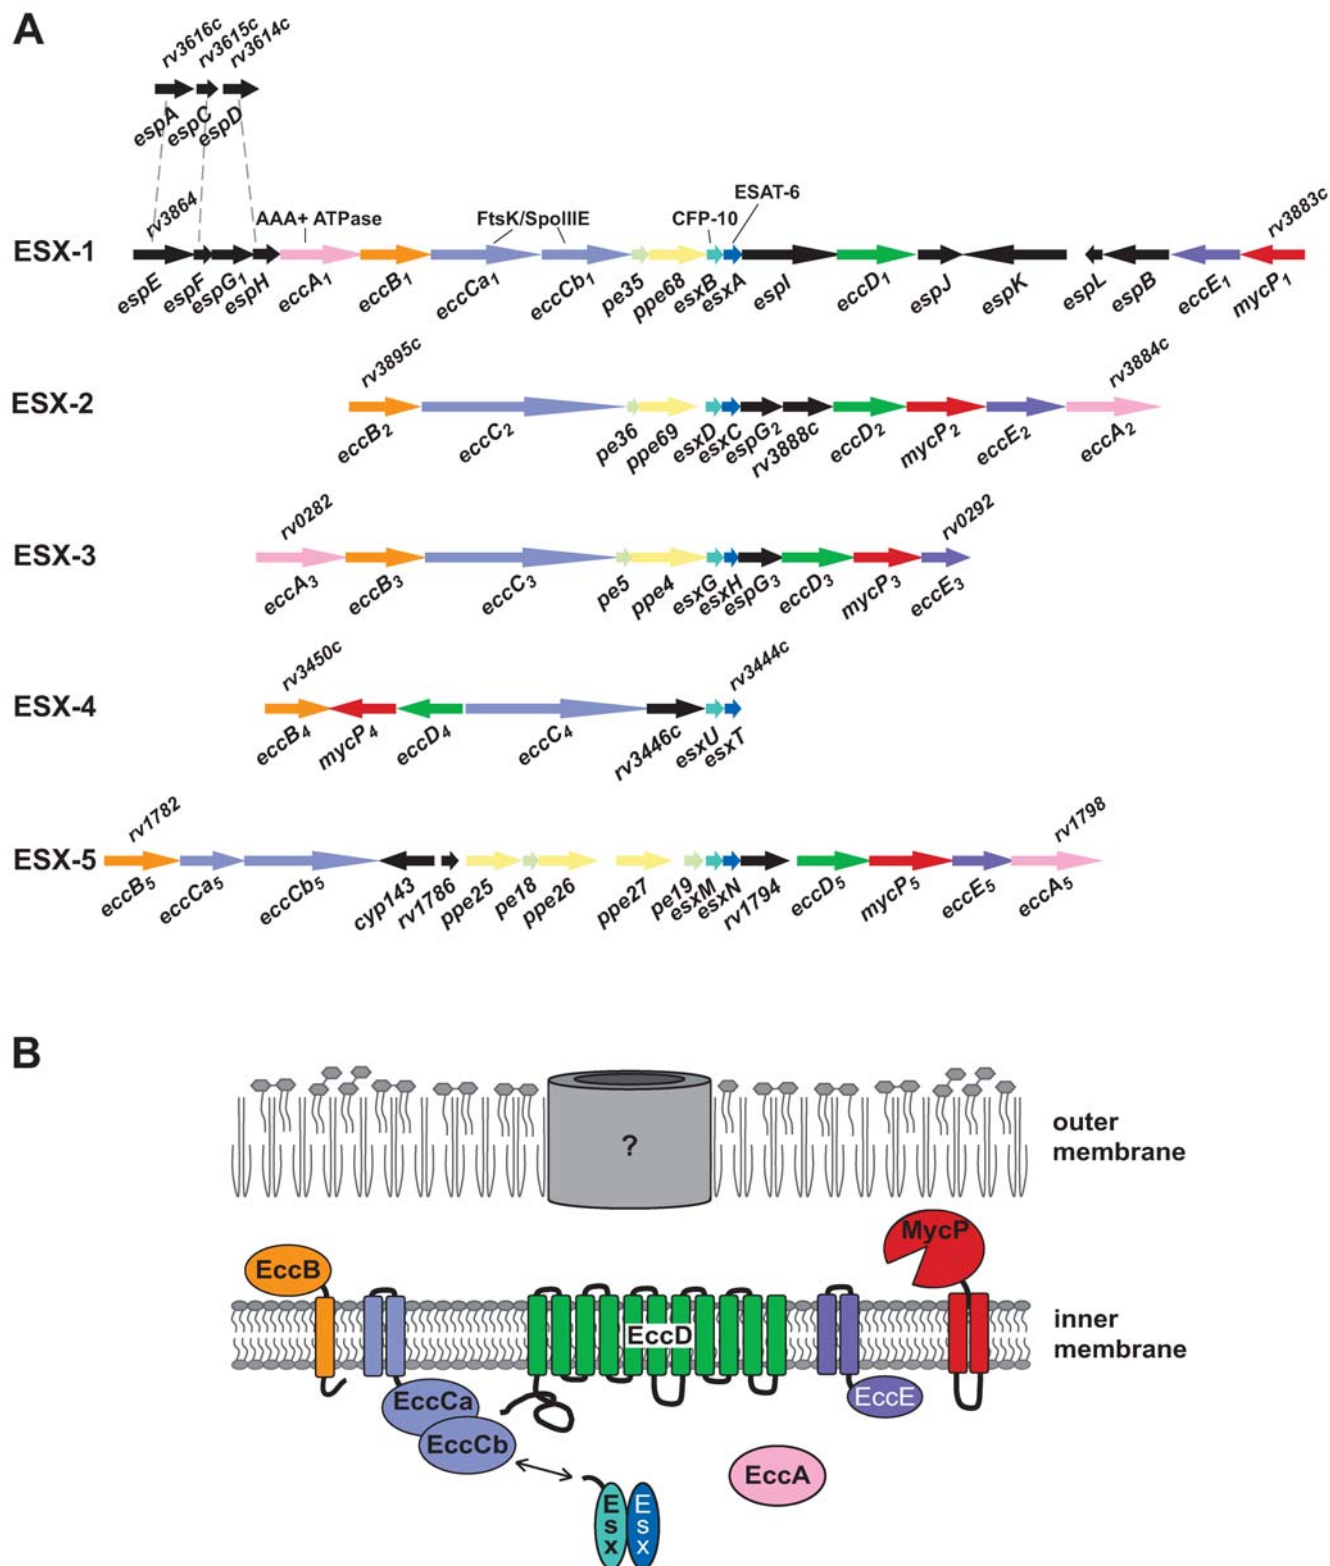 A
rv3616c rv3615c rv3614c
espA espC espD
rv3864 AAA+ ATPase FtsK/SpoIIIE CFP-10 ESAT-6 rv3883c
ESX-1
espE espF espG1 espH eccA1 eccB1 eccCa1 eccCb1 pe35 ppe68 esxB esxA espI eccD1 espJ espK espL espB eccE1 mycP1
rv3895c rv3884c
ESX-2
eccB2 eccC2 pe36 ppe69 esxD esxC espG2 rv3888c eccD2 mycP2 eccE2 eccA2
rv0282 rv0292
ESX-3
eccA3 eccB3 eccC3 pe5 ppe4 esxG esxH espG3 eccD3 mycP3 eccE3
rv3450c rv3444c
ESX-4
eccB4 mycP4 eccD4 eccC4 rv3446c esxU esxT
rv1782 rv1798
ESX-5
eccB5 eccCa5 eccCb5 cyp143 rv1786 ppe25 pe18 ppe26 ppe27 pe19 esxM esxN rv1794 eccD5 mycP5 eccE5 eccA5
B
?
outer
membrane
MycP
EccB
EccD
inner
membrane
EccCa
EccE
EccCb
EccA
Esx Esx